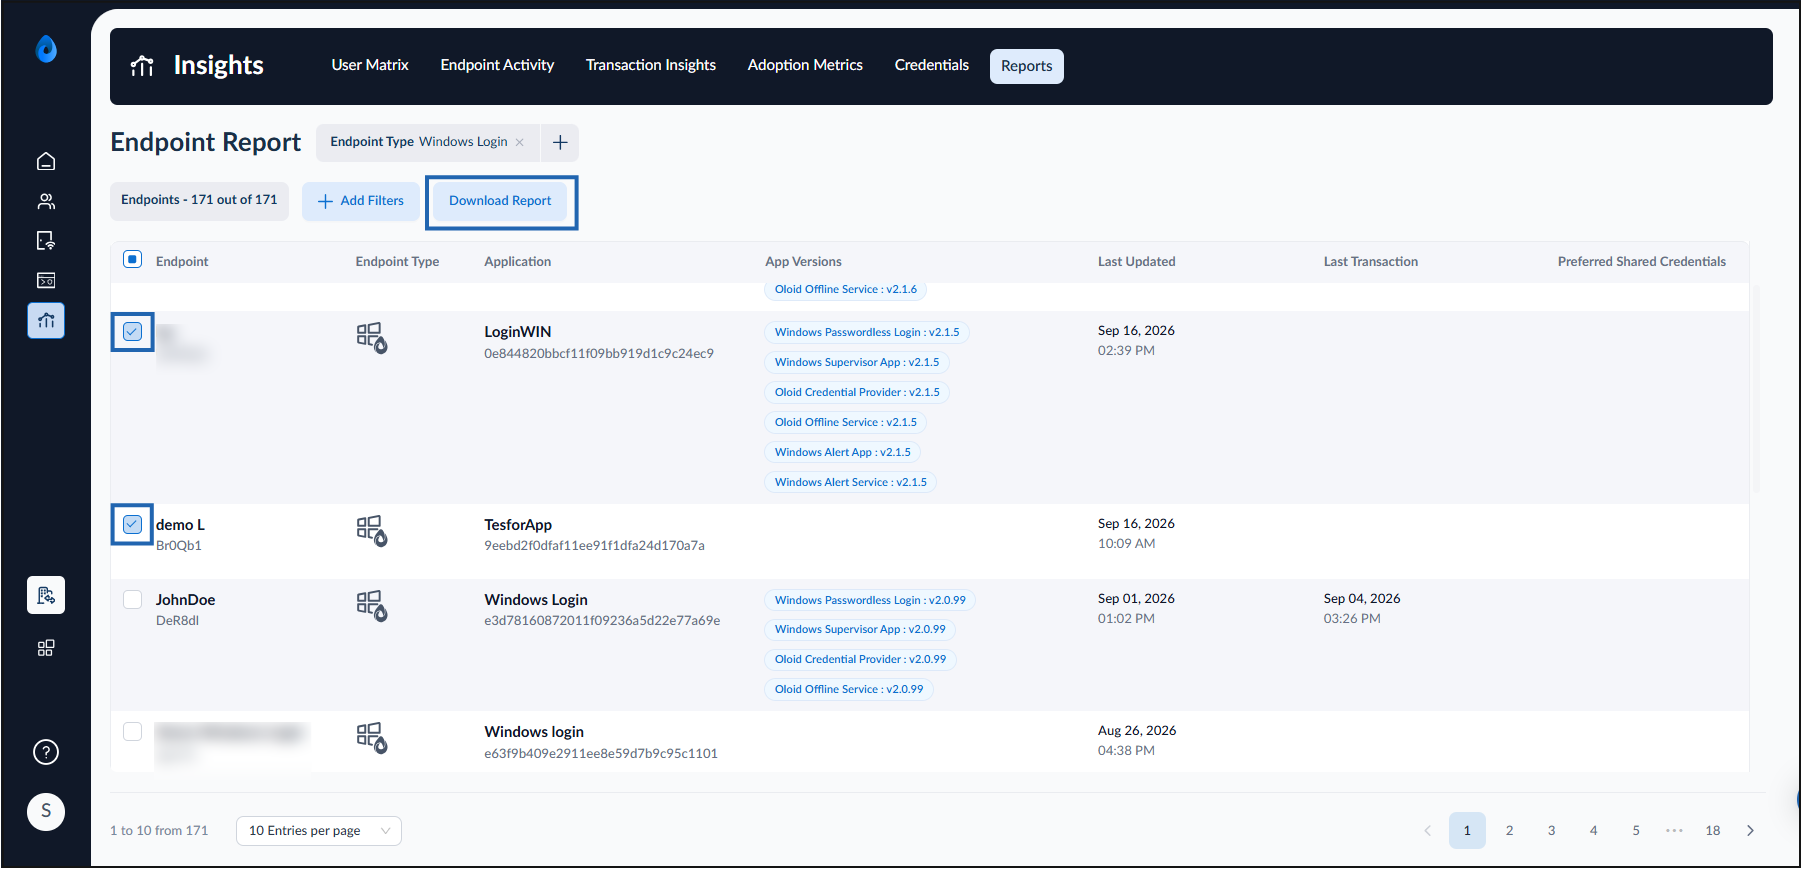 Insights
User Matrix
Endpoint Activity
Transaction Insights
Adoption Metrics
Credentials
Reports
Endpoint Report
Endpoint Type Windows Login ×
Endpoints - 171 out of 171
+ Add Filters
Download Report
Endpoint
Endpoint Type
Application
App Versions
Last Updated
Last Transaction
Preferred Shared Credentials
Oloid Offline Service : v2.1.6
LoginWIN
0e844820bbcf11f09bb919d1c9c24ec9
Windows Passwordless Login : v2.1.5
Windows Supervisor App : v2.1.5
Oloid Credential Provider : v2.1.5
Oloid Offline Service : v2.1.5
Windows Alert App : v2.1.5
Windows Alert Service : v2.1.5
Sep 16, 2026
02:39 PM
demo L
Br0Qb1
TesforApp
9eebd2f0dfaf11ee91f1dfa24d170a7a
Sep 16, 2026
10:09 AM
JohnDoe
DeR8dI
Windows Login
e3d78160872011f09236a5d22e77a69e
Windows Passwordless Login : v2.0.99
Windows Supervisor App : v2.0.99
Oloid Credential Provider : v2.0.99
Oloid Offline Service : v2.0.99
Sep 01, 2026
01:02 PM
Sep 04, 2026
03:26 PM
Windows login
e63f9b409e2911ee8e59d7b9c95c1101
Aug 26, 2026
04:38 PM
S
1 to 10 from 171
10 Entries per page
1 2 3 4 5 ••• 18